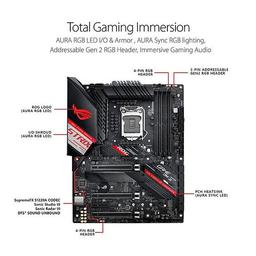 Total Gaming Immersion
AURA RGB LED I/O & Armor , AURA Sync RGB lighting,
Addressable Gen 2 RGB Header, Immersive Gaming Audio
4-PIN RGB
HEADER
3-PIN ADDRESSABLE
GEN2 RGB HEADER
ROG LOGO
(AURA RGB LED)
I/O SHROUD
(AURA RGB LED)
STRIX
SupremeFX S1220A CODEC
Sonic Studio III
Sonic Radar III
DTS® SOUND UNBOUND
PCH HEATSINK
(AURA SYNC LED)
4-PIN RGB
HEADER